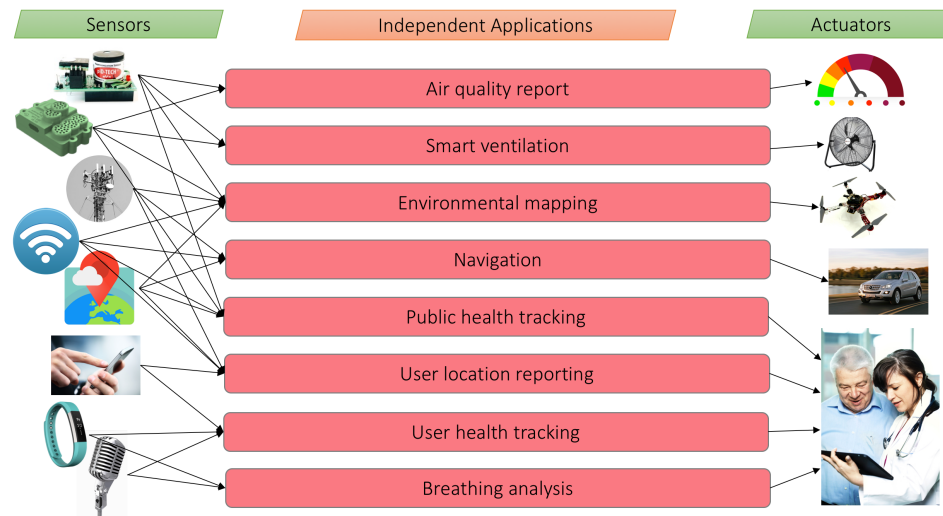 Sensors
Independent Applications
Actuators
Air quality report
Smart ventilation
Environmental mapping
Navigation
Public health tracking
User location reporting
User health tracking
Breathing analysis